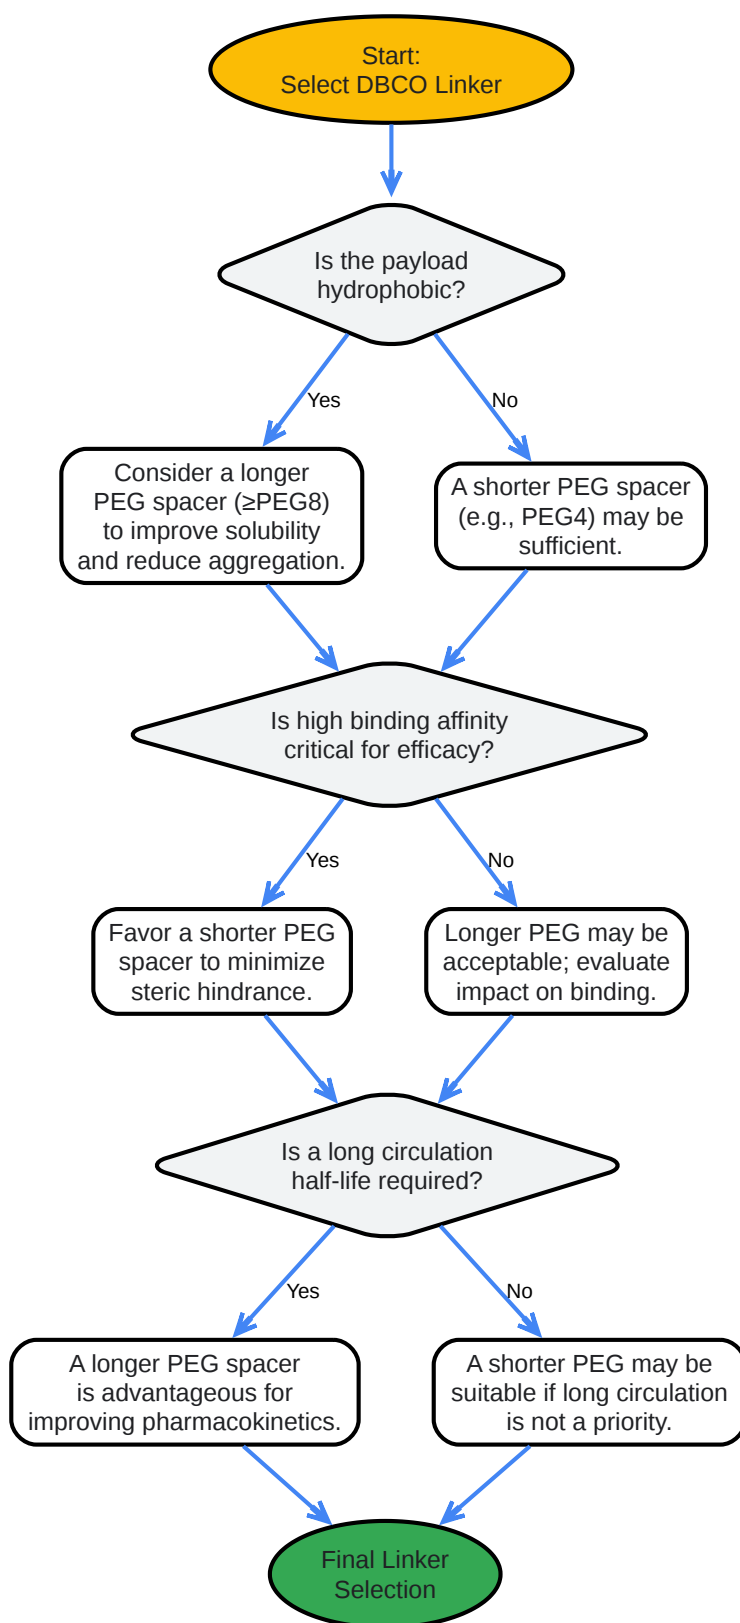 Start:
Select DBCO Linker
Is the payload
hydrophobic?
Yes
No
Consider a longer
PEG spacer (≥PEG8)
to improve solubility
and reduce aggregation.
A shorter PEG spacer
(e.g., PEG4) may be
sufficient.
Is high binding affinity
critical for efficacy?
Yes
No
Favor a shorter PEG
spacer to minimize
steric hindrance.
Longer PEG may be
acceptable; evaluate
impact on binding.
Is a long circulation
half-life required?
Yes
No
A longer PEG spacer
is advantageous for
improving pharmacokinetics.
A shorter PEG may be
suitable if long circulation
is not a priority.
Final Linker
Selection